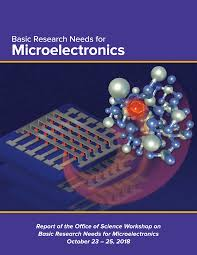 Basic Research Needs for
Microelectronics
Report of the Office of Science Workshop on
Basic Research Needs for Microelectronics
October 23 – 25, 2018